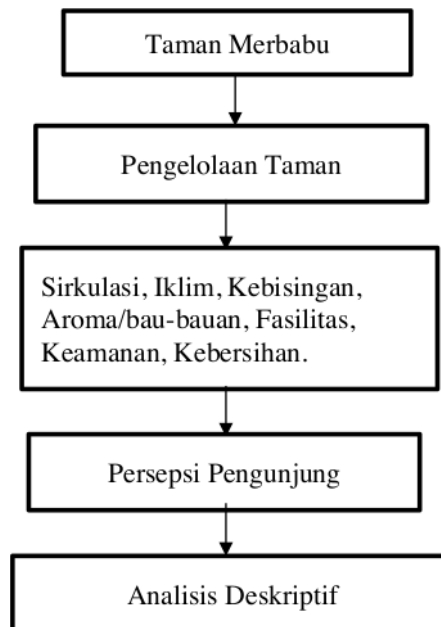 Taman Merbabu
Pengelolaan Taman
Sirkulasi, Iklim, Kebisingan,
Aroma/bau-bauan, Fasilitas,
Keamanan, Kebersihan.
Persepsi Pengunjung
Analisis Deskriptif